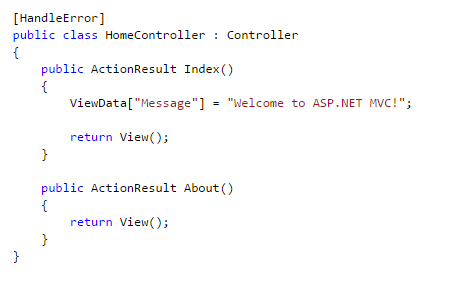 [HandleError]
public class HomeController : Controller
{
    public ActionResult Index()
    {
        ViewData["Message"] = "Welcome to ASP.NET MVC!";

        return View();
    }

    public ActionResult About()
    {
        return View();
    }
}